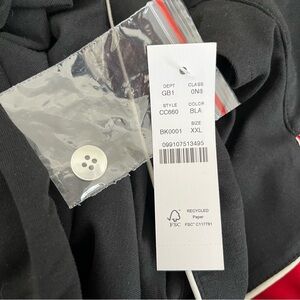 DEPT CLASS
GB1 0N8
STYLE COLOR
CC660 BLA
SIZE
BK0001 XXL
099107513495
RECYCLED
Paper
FSC
FSC® C117791